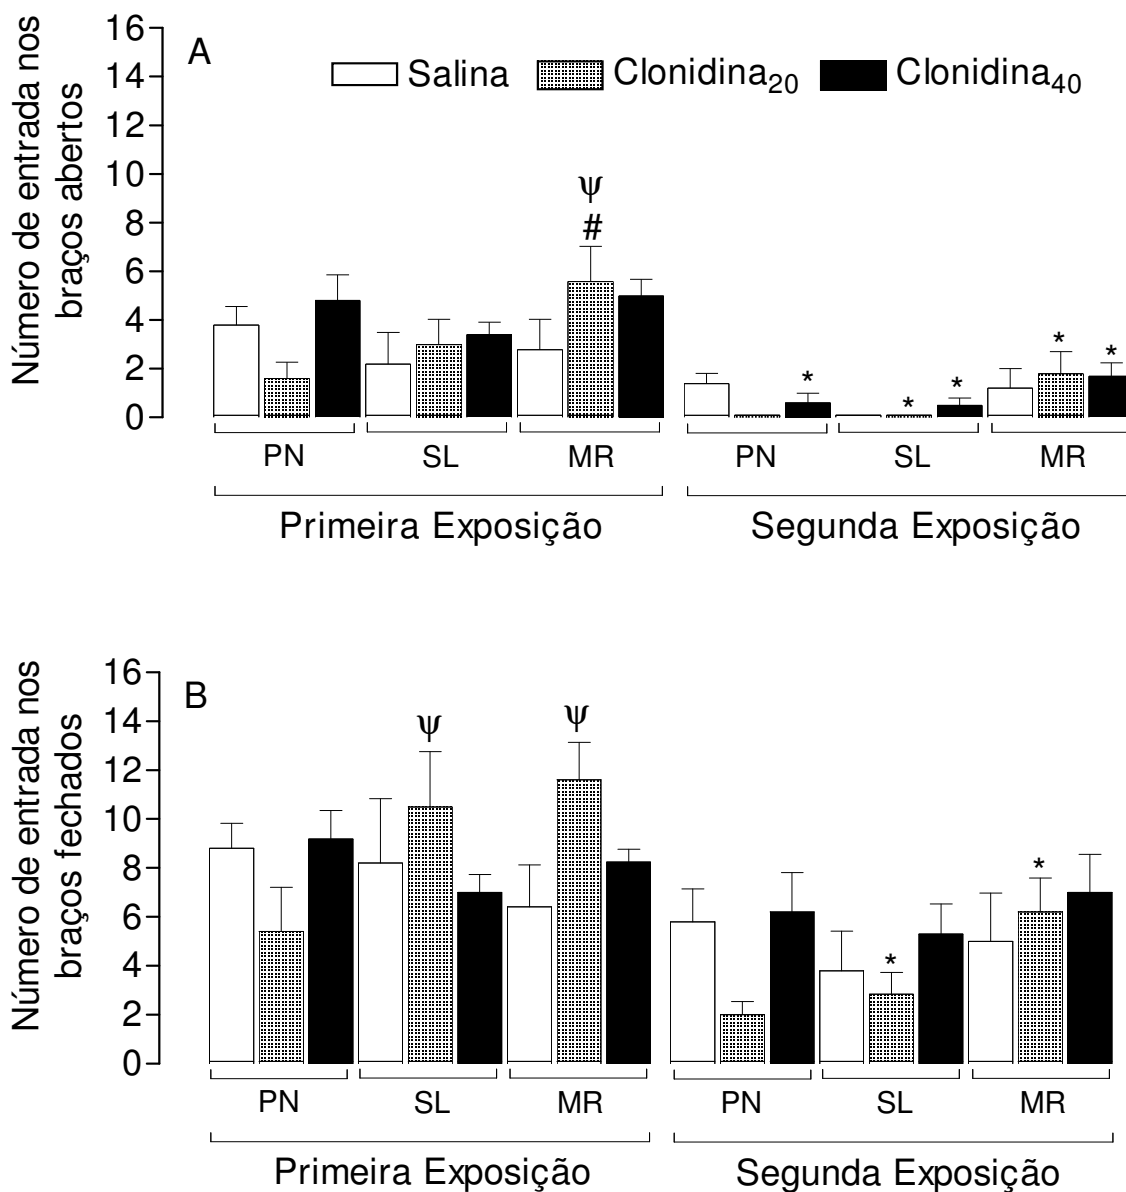 16
14
12
10
8
6
4
2
0
Número de entrada nos
braços abertos
A
Salina Clonidina20 Clonidina40
Ψ
#
* * * * *
PN SL MR PN SL MR
Primeira Exposição Segunda Exposição
16
14
12
10
8
6
4
2
0
Número de entrada nos
braços fechados
B
Ψ Ψ
* *
PN SL MR PN SL MR
Primeira Exposição Segunda Exposição